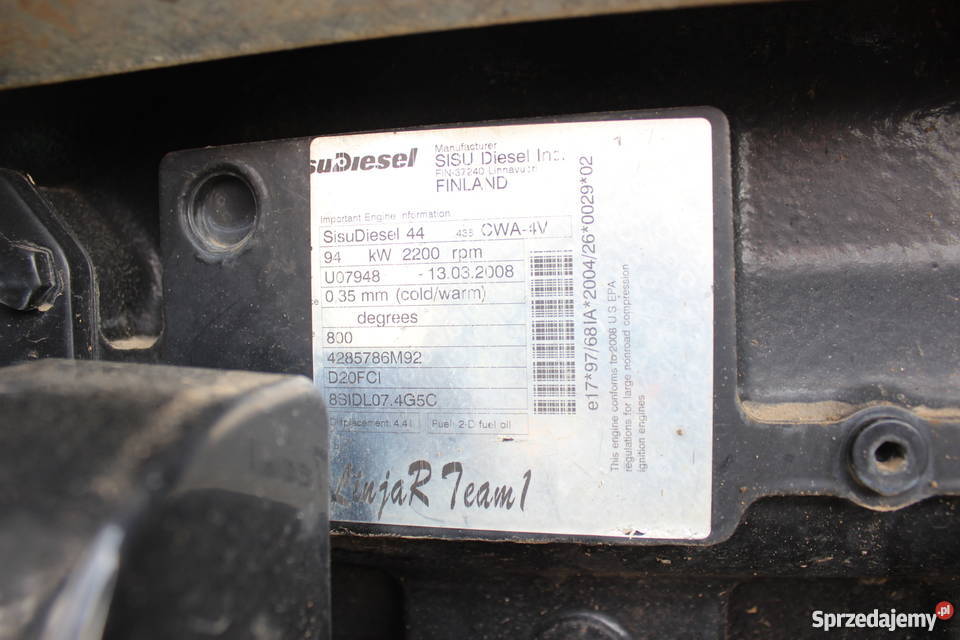 suDiesel
Manufacturer
SISU Diesel Inc.
FIN-37240 Linnavuori
FINLAND
Important Engine Information
SisuDiesel 44 435 CWA-4V
94 kW 2200 rpm
U07948 - 13.03.2008
0.35 mm (cold/warm)
degrees
800
4285786M92
D20FCI
8SIDL07.4G5C
Displacement: 4.4 l Fuel: 2-D fuel oil
LinjaR Team1
e17*97/68IA*2004/26*0029*02
This engine conforms to 2008 U.S. EPA
regulations for large nonroad compression
ignition engines
Sprzedajemy.pl